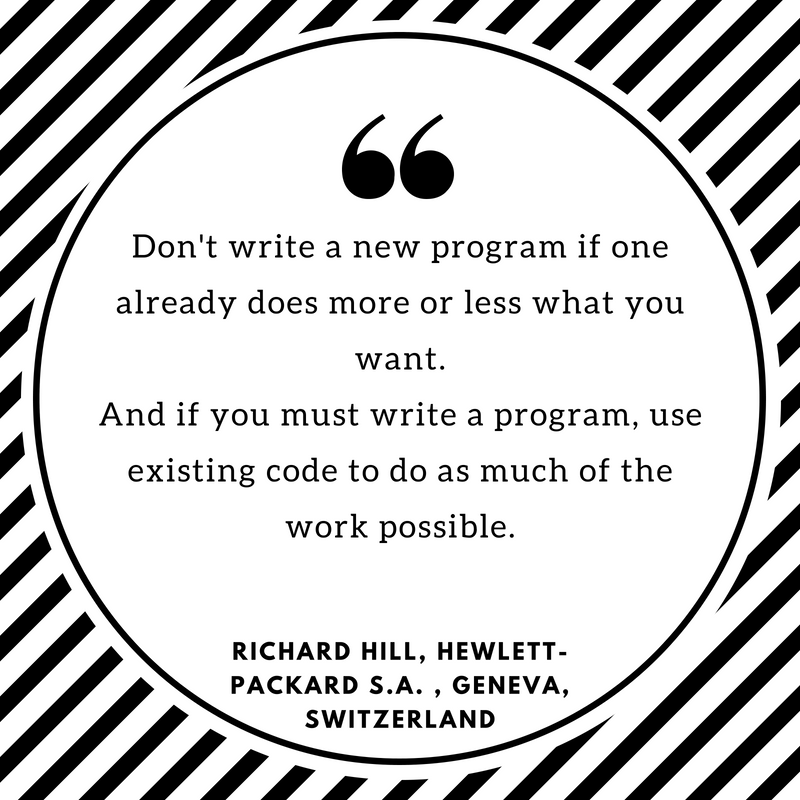 “
Don't write a new program if one
already does more or less what you
want.
And if you must write a program, use
existing code to do as much of the
work possible.
RICHARD HILL, HEWLETT-
PACKARD S.A. , GENEVA,
SWITZERLAND